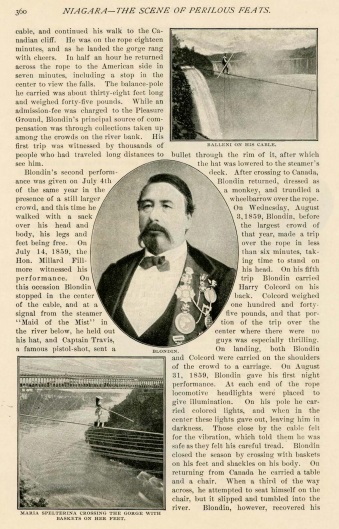 360 NIAGARA—THE SCENE OF PERILOUS FEATS.
cable, and continued his walk to the Ca-
nadian cliff. He was on the rope eighteen
minutes, and as he landed the gorge rang
with cheers. In half an hour he returned
across the rope to the American side in
seven minutes, including a stop in the
center to view the falls. The balance-pole
he carried was about thirty-eight feet long
and weighed forty-five pounds. While an
admission-fee was charged to the Pleasure
Ground, Blondin's principal source of com-
pensation was through collections taken up
among the crowds on the river bank. His
first trip was witnessed by thousands of
people who had traveled long distances to
see him.
Blondin's second perform-
ance was given on July 4th
of the same year in the
presence of a still larger
crowd, and this time he
walked with a sack
over his head and
body, his legs and
feet being free. On
July 14, 1859, the
Hon. Millard Fill-
more witnessed his
performance. On
this occasion Blondin
stopped in the center
of the cable, and at a
signal from the steamer
"Maid of the Mist" in
the river below, he held out
his hat, and Captain Travis,
a famous pistol-shot, sent a
BALLENI ON HIS CABLE.
bullet through the rim of it, after which
the hat was lowered to the steamer's
deck. After crossing to Canada,
Blondin returned, dressed as
a monkey, and trundled a
wheelbarrow over the rope.
On Wednesday, August
3, 1859, Blondin, before
the largest crowd of
that year, made a trip
over the rope in less
than six minutes, tak-
ing time to stand on
his head. On his fifth
trip Blondin carried
Harry Colcord on his
back. Colcord weighed
one hundred and forty-
five pounds, and that por-
tion of the trip over the
center where there were no
guys was especially thrilling.
On landing, both Blondin
and Colcord were carried on the shoulders
of the crowd to a carriage. On August
31, 1859, Blondin gave his first night
performance. At each end of the rope
locomotive headlights were placed to
give illumination. On his pole he car-
ried colored lights, and when in the
center these lights gave out, leaving him in
darkness. Those close by the cable felt
for the vibration, which told them he was
safe as they felt his careful tread. Blondin
closed the season by crossing with baskets
on his feet and shackles on his body. On
returning from Canada he carried a table
and a chair. When a third of the way
across, he attempted to seat himself on the
chair, but it slipped and tumbled into the
river. Blondin, however, recovered his
BLONDIN.
MARIA SPELTERINA CROSSING THE GORGE WITH
BASKETS ON HER FEET.